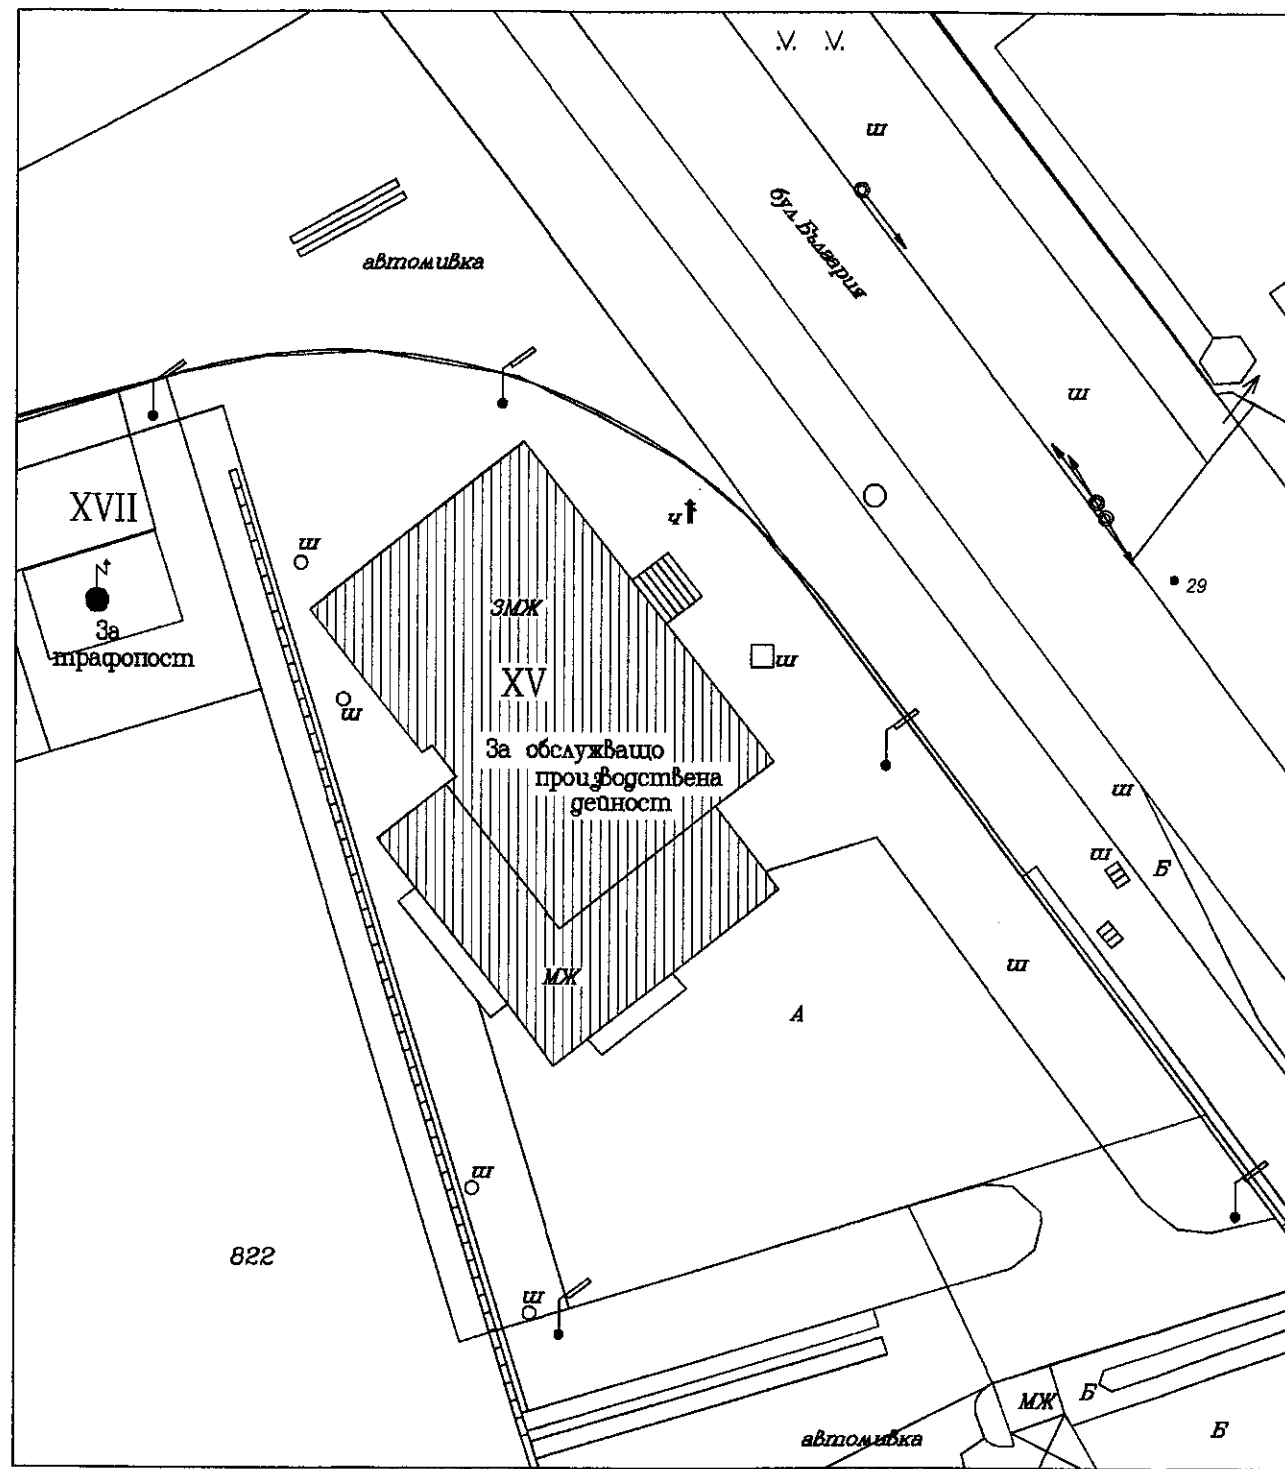 .V. .V.
ш
бул. България
автомивка
ш
XVII
ч
29
ш
ЗМЖ
За
трафопост
ш
XV
ш
За обслужващо
производствена
дейност
ш
ш
Б
МЖ
ш
А
ш
822
ш
МЖ
Б
Б
автомивка